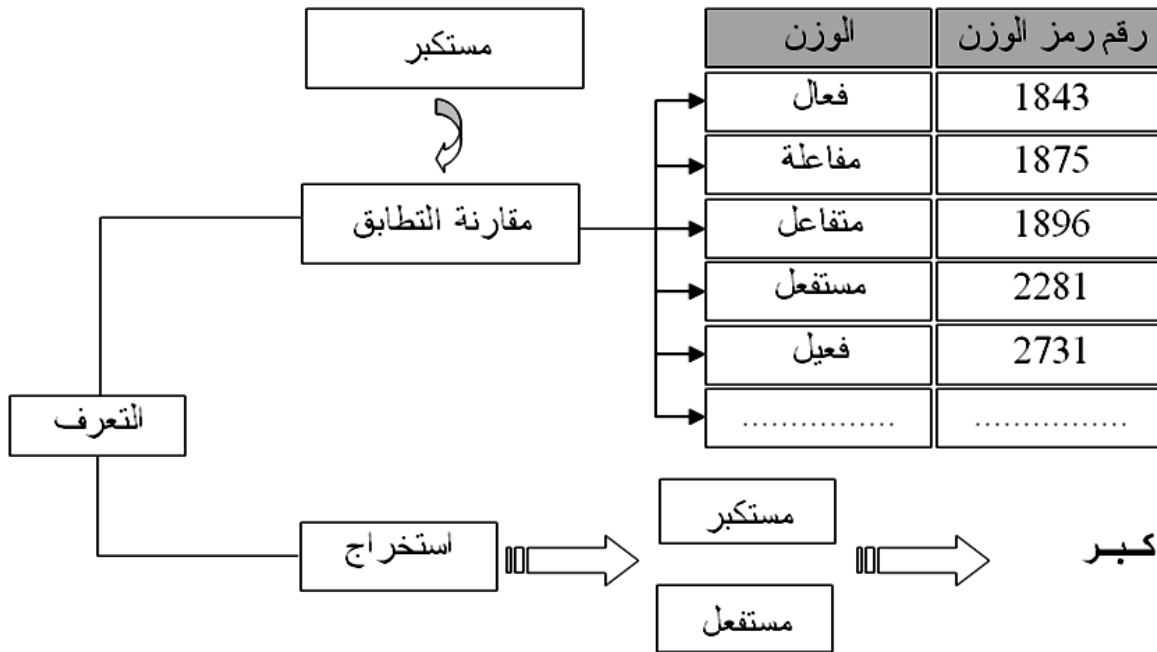 مستكبر
مقارنة التطابق
رقم رمز الوزن الوزن
1843 فعال
1875 مفاعلة
1896 متفاعل
2281 مستفعل
2731 فعيل
................ ................
التعرف
استخراج
مستكبر
مستفعل
كـبـر